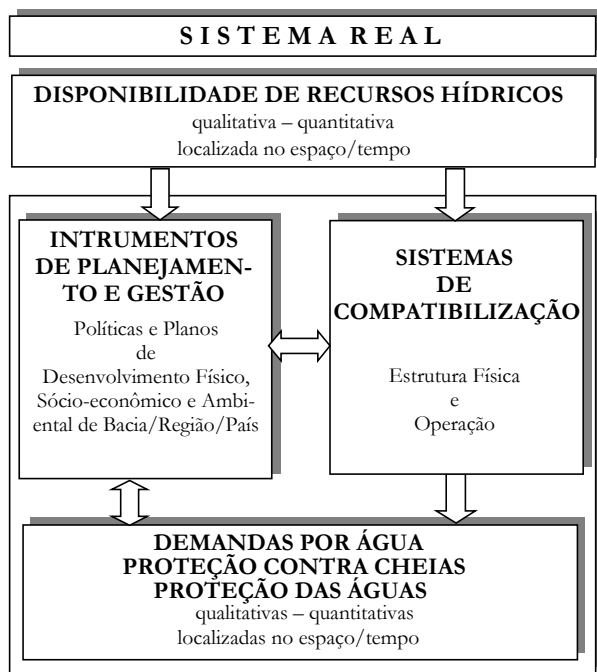 S I S T E M A R E A L
DISPONIBILIDADE DE RECURSOS HÍDRICOS
qualitativa – quantitativa
localizada no espaço/tempo
INTRUMENTOS
DE PLANEJAMEN-
TO E GESTÃO
Políticas e Planos
de
Desenvolvimento Físico,
Sócio-econômico e Ambi-
ental de Bacia/Região/País
SISTEMAS
DE
COMPATIBILIZAÇÃO
Estrutura Física
e
Operação
DEMANDAS POR ÁGUA
PROTEÇÃO CONTRA CHEIAS
PROTEÇÃO DAS ÁGUAS
qualitativas – quantitativas
localizadas no espaço/tempo